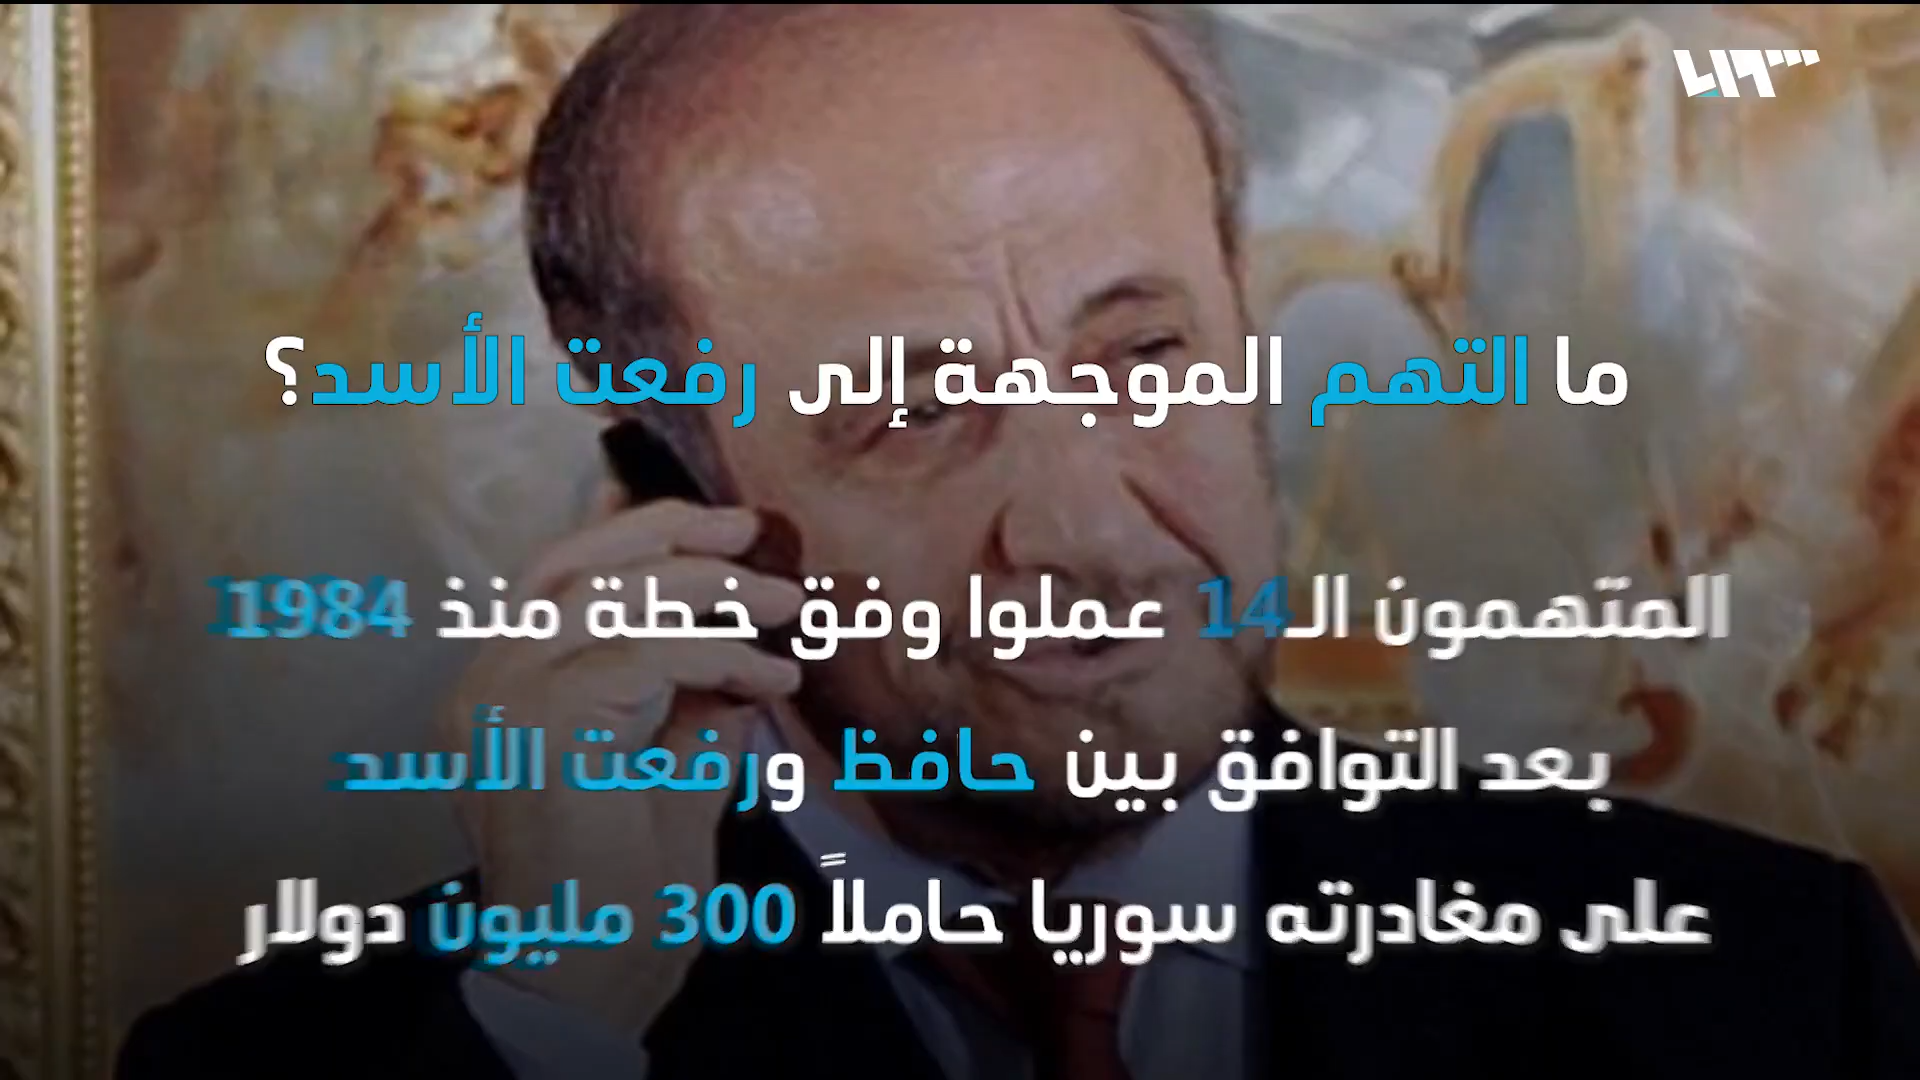 ما التهم الموجهة إلى رفعت الأسد؟
المتهمون الـ14 عملوا وفق خطة منذ 1984
بعد التوافق بين حافظ ورفعت الأسد
على مغادرته سوريا حاملاً 300 مليون دولار